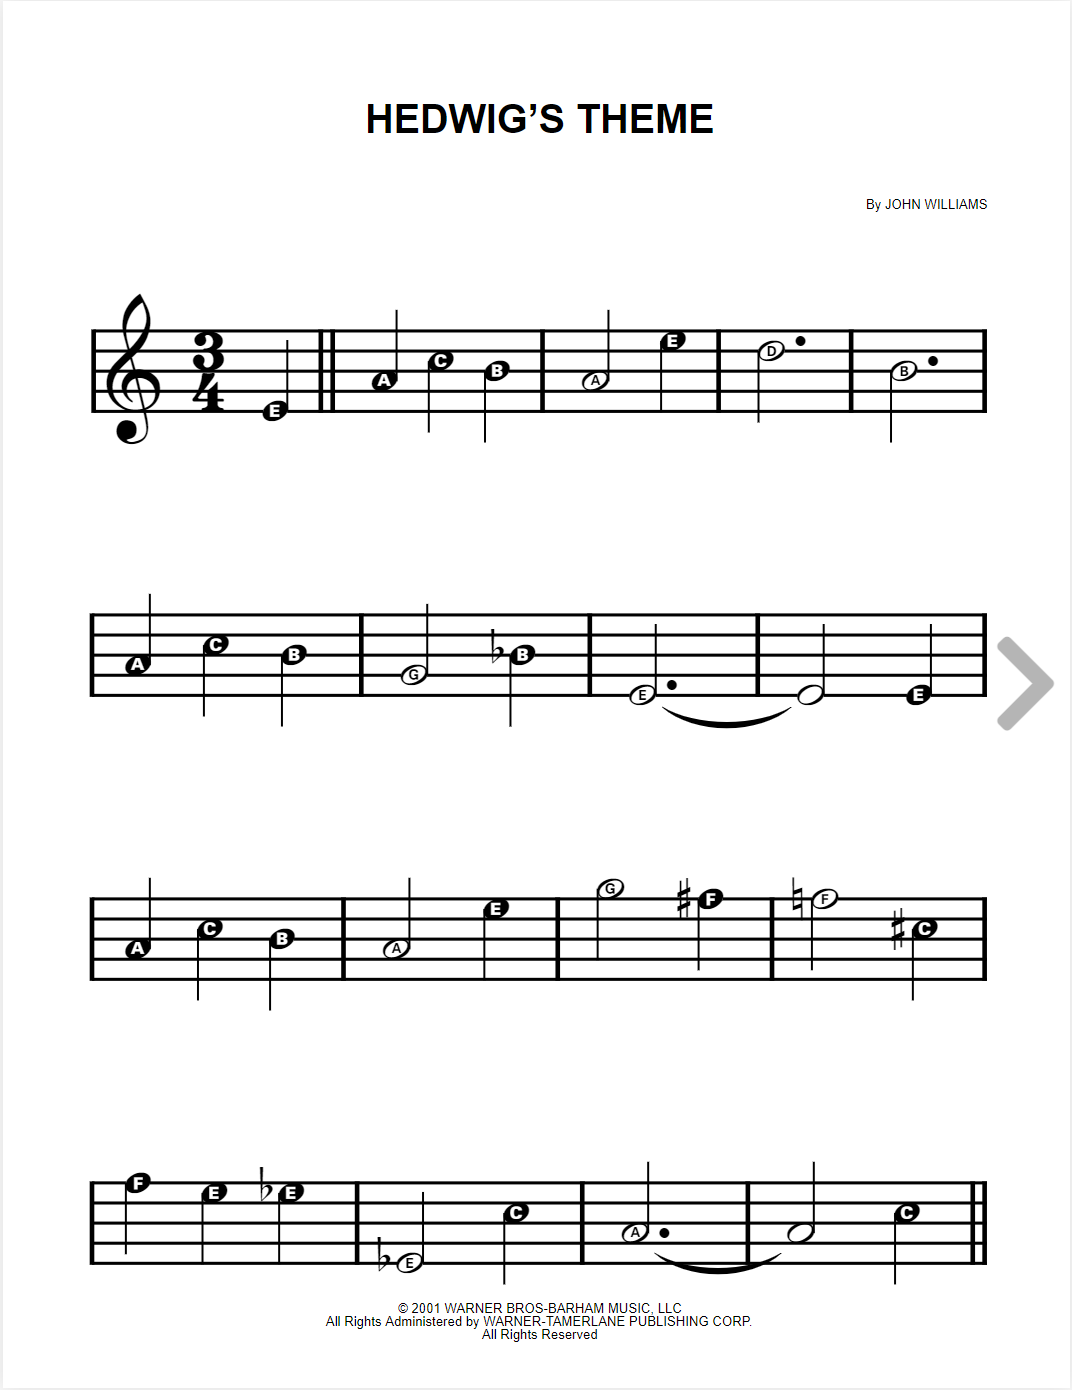 HEDWIG’S THEME
By JOHN WILLIAMS
3
4
E A C B A E D B
A C B G B E E
A C B A E G F F C
F E E E C A C
© 2001 WARNER BROS-BARHAM MUSIC, LLC
All Rights Administered by WARNER-TAMERLANE PUBLISHING CORP.
All Rights Reserved